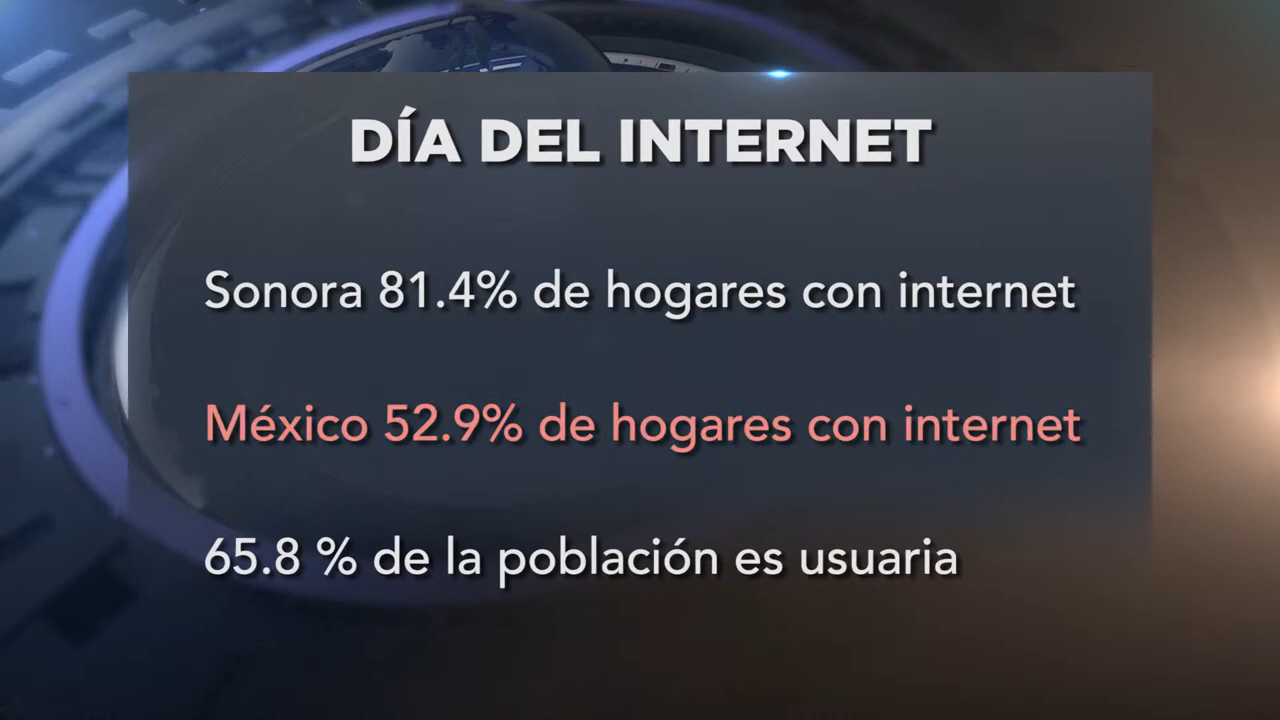 DÍA DEL INTERNET
Sonora 81.4% de hogares con internet
México 52.9% de hogares con internet
65.8 % de la población es usuaria